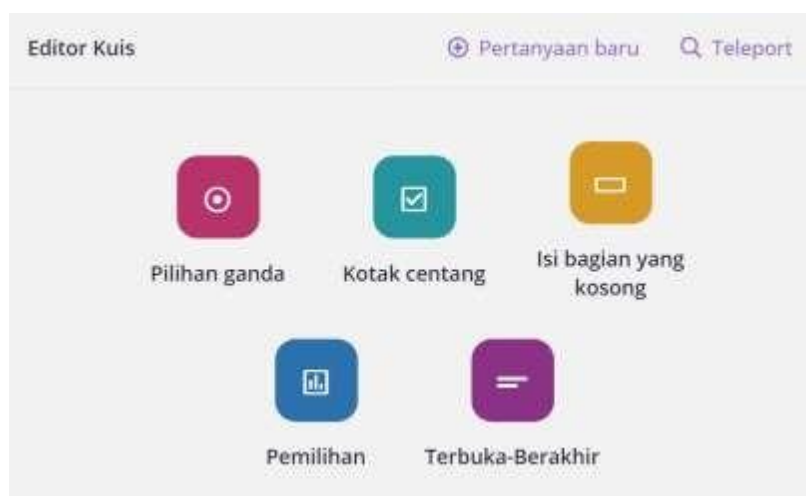 Editor Kuis
Pertanyaan baru
Teleport
Pilihan ganda
Kotak centang
Isi bagian yang
kosong
Pemilihan
Terbuka-Berakhir